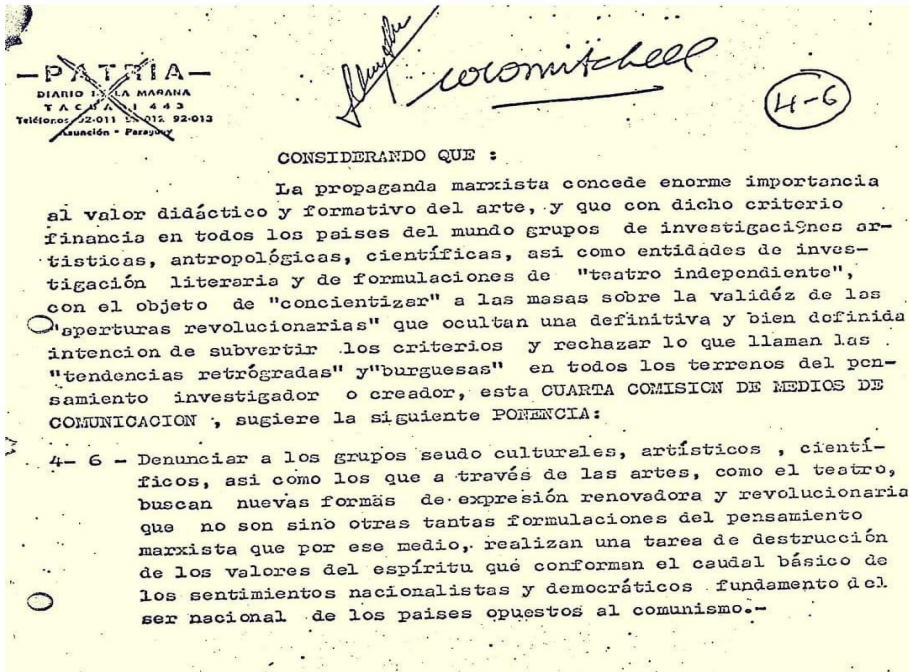 —PATRIA—
DIARIO LA MAÑANA
443
Teléfonos 92-011 92-012 92-013
Asunción - Paraguay
4-6
CONSIDERANDO QUE :
La propaganda marxista concede enorme importancia
al valor didáctico y formativo del arte, y que con dicho criterio
financia en todos los paises del mundo grupos de investigaciones ar-
tisticas, antropológicas, científicas, asi como entidades de inves-
tigación literaria y de formulaciones de "teatro independiente",
con el objeto de "concientizar" a las masas sobre la validéz de las
"aperturas revolucionarias" que ocultan una definitiva y bien definida
intencion de subvertir los criterios y rechazar lo que llaman las
"tendencias retrógradas" y"burguesas" en todos los terrenos del pen-
samiento investigador o creador, esta CUARTA COMISION DE MEDIOS DE
COMUNICACION , sugiere la siguiente PONENCIA:
4- 6 - Denunciar a los grupos seudo culturales, artísticos , cientí-
ficos, asi como los que a través de las artes, como el teatro,
buscan nuevas formas de expresión renovadora y revolucionaria
que no son sino otras tantas formulaciones del pensamiento
marxista que por ese medio, realizan una tarea de destrucción
de los valores del espíritu que conforman el caudal básico de
los sentimientos nacionalistas y democráticos fundamento del
ser nacional de los paises opuestos al comunismo.-